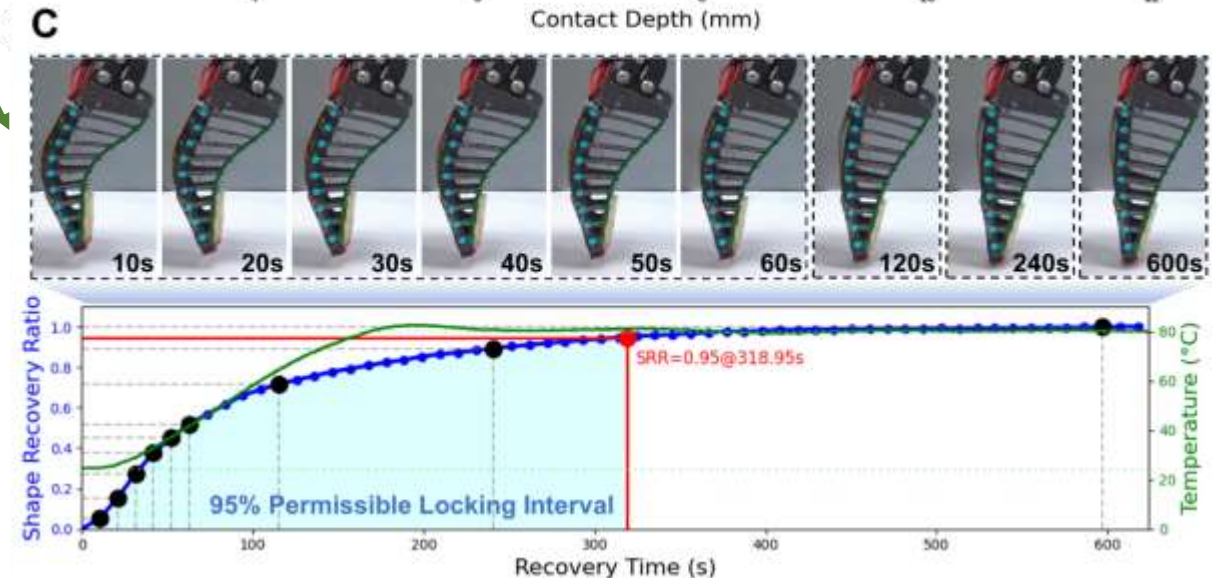 Contact Depth (mm)
C
10s 20s 30s 40s 50s 60s 120s 240s 600s
Shape Recovery Ratio
1.0
0.8
0.6
0.4
0.2
0.0
SRR=0.95@318.95s
95% Permissible Locking Interval
80
60
40
20
0
Temperature (°C)
0 100 200 300 400 500 600
Recovery Time (s)